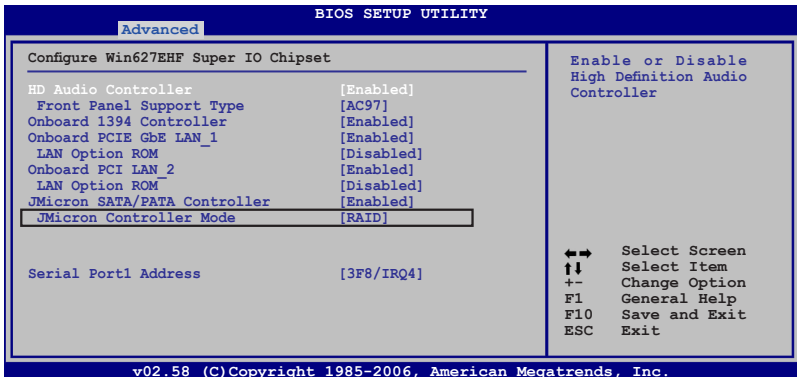 BIOS SETUP UTILITY
Advanced
Configure Win627EHF Super IO Chipset
HD Audio Controller [Enabled]
Front Panel Support Type [AC97]
Onboard 1394 Controller [Enabled]
Onboard PCIE GbE LAN_1 [Enabled]
LAN Option ROM [Disabled]
Onboard PCI LAN_2 [Enabled]
LAN Option ROM [Disabled]
JMicron SATA/PATA Controller [Enabled]
JMicron Controller Mode [RAID]
Serial Port1 Address [3F8/IRQ4]
Enable or Disable
High Definition Audio
Controller
←→ Select Screen
↑↓ Select Item
+- Change Option
F1 General Help
F10 Save and Exit
ESC Exit
v02.58 (C)Copyright 1985-2006, American Megatrends, Inc.